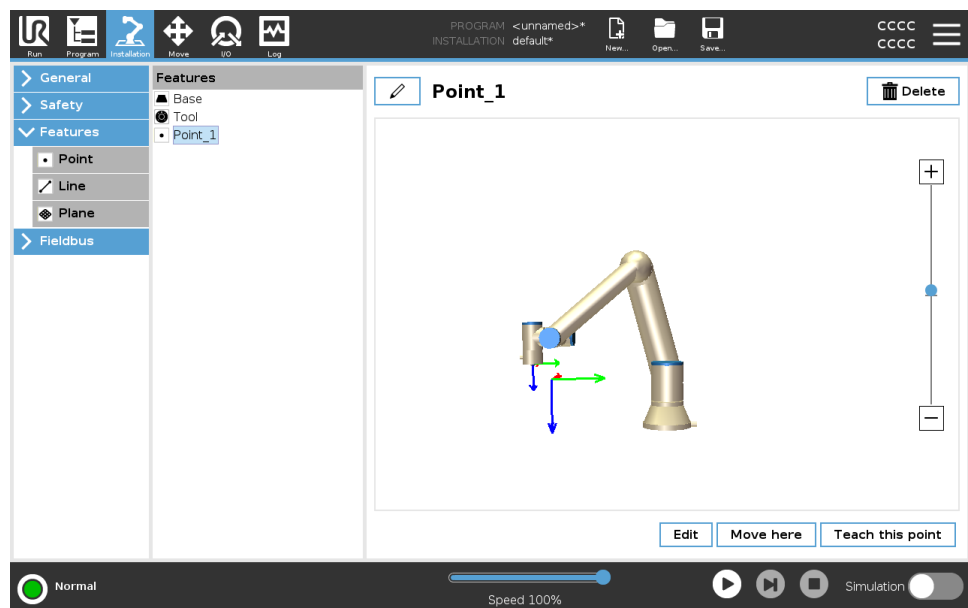 UR
Run
Program
Installation
Move
I/O
Log
PROGRAM <unnamed>*
INSTALLATION default*
New...
Open...
Save...
CCCC
CCCC
General
Safety
Features
Point
Line
Plane
Fieldbus
Features
Base
Tool
Point_1
Point_1
Delete
Edit
Move here
Teach this point
Normal
Speed 100%
Simulation